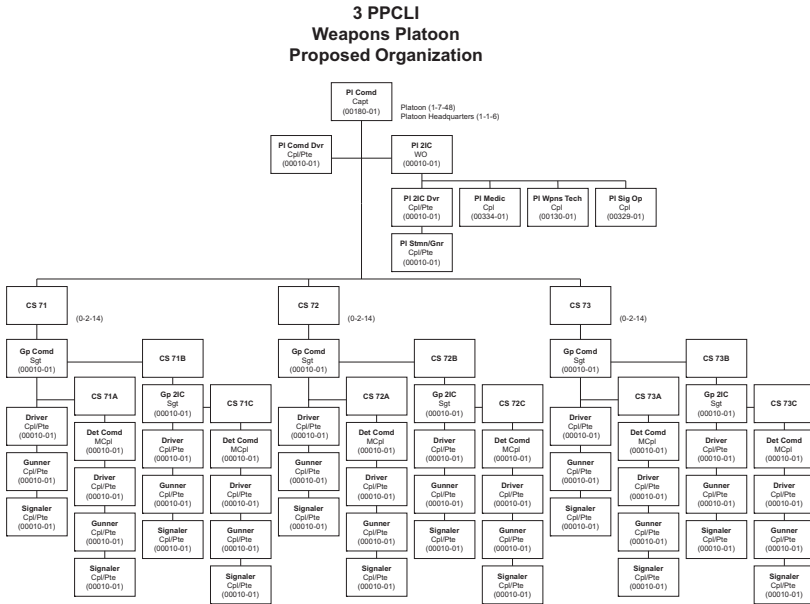 3 PPCLI
Weapons Platoon
Proposed Organization
Pl Comd
Capt
(00180-01)
Platoon (1-7-48)
Platoon Headquarters (1-1-6)
Pl Comd Dvr
Cpl/Pte
(00010-01)
Pl 2IC
WO
(00010-01)
Pl 2IC Dvr
Cpl/Pte
(00010-01)
Pl Medic
Cpl
(00334-01)
Pl Wpns Tech
Cpl
(00130-01)
Pl Sig Op
Cpl
(00329-01)
Pl Stmn/Gnr
Cpl/Pte
(00010-01)
CS 71
(0-2-14)
Gp Comd
Sgt
(00010-01)
Driver
Cpl/Pte
(00010-01)
Gunner
Cpl/Pte
(00010-01)
Signaler
Cpl/Pte
(00010-01)
CS 71A
Det Comd
MCpl
(00010-01)
Driver
Cpl/Pte
(00010-01)
Gunner
Cpl/Pte
(00010-01)
Signaler
Cpl/Pte
(00010-01)
CS 71B
Gp 2IC
Sgt
(00010-01)
Driver
Cpl/Pte
(00010-01)
Gunner
Cpl/Pte
(00010-01)
Signaler
Cpl/Pte
(00010-01)
CS 71C
Det Comd
MCpl
(00010-01)
Driver
Cpl/Pte
(00010-01)
Gunner
Cpl/Pte
(00010-01)
Signaler
Cpl/Pte
(00010-01)
CS 72
(0-2-14)
Gp Comd
Sgt
(00010-01)
Driver
Cpl/Pte
(00010-01)
Gunner
Cpl/Pte
(00010-01)
Signaler
Cpl/Pte
(00010-01)
CS 72A
Det Comd
MCpl
(00010-01)
Driver
Cpl/Pte
(00010-01)
Gunner
Cpl/Pte
(00010-01)
Signaler
Cpl/Pte
(00010-01)
CS 72B
Gp 2IC
Sgt
(00010-01)
Driver
Cpl/Pte
(00010-01)
Gunner
Cpl/Pte
(00010-01)
Signaler
Cpl/Pte
(00010-01)
CS 72C
Det Comd
MCpl
(00010-01)
Driver
Cpl/Pte
(00010-01)
Gunner
Cpl/Pte
(00010-01)
Signaler
Cpl/Pte
(00010-01)
CS 73
(0-2-14)
Gp Comd
Sgt
(00010-01)
Driver
Cpl/Pte
(00010-01)
Gunner
Cpl/Pte
(00010-01)
Signaler
Cpl/Pte
(00010-01)
CS 73A
Det Comd
MCpl
(00010-01)
Driver
Cpl/Pte
(00010-01)
Gunner
Cpl/Pte
(00010-01)
Signaler
Cpl/Pte
(00010-01)
CS 73B
Gp 2IC
Sgt
(00010-01)
Driver
Cpl/Pte
(00010-01)
Gunner
Cpl/Pte
(00010-01)
Signaler
Cpl/Pte
(00010-01)
CS 73C
Det Comd
MCpl
(00010-01)
Driver
Cpl/Pte
(00010-01)
Gunner
Cpl/Pte
(00010-01)
Signaler
Cpl/Pte
(00010-01)